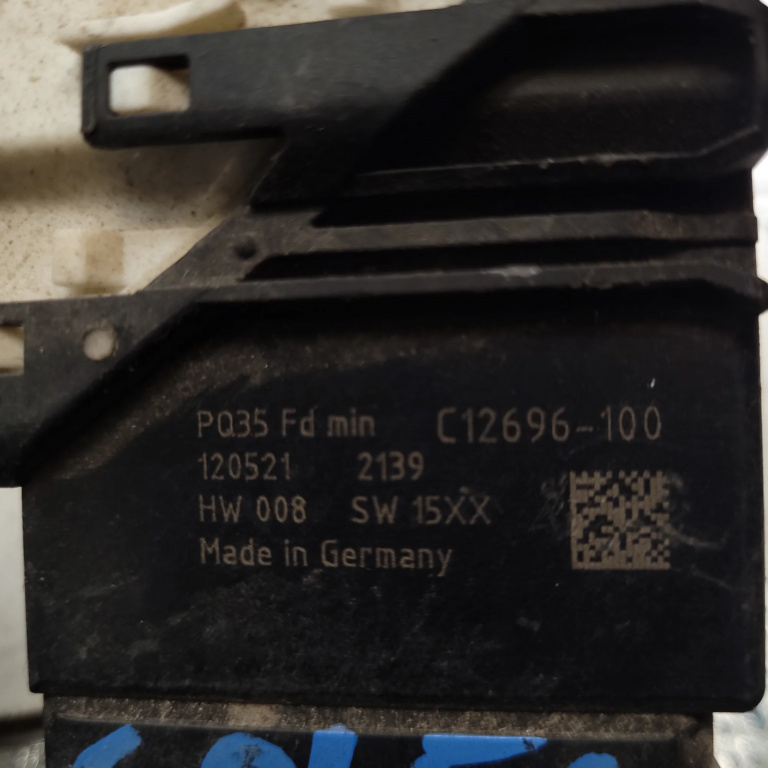 PQ35 Fd min C12696-100
120521 2139
HW 008 SW 15XX
Made in Germany